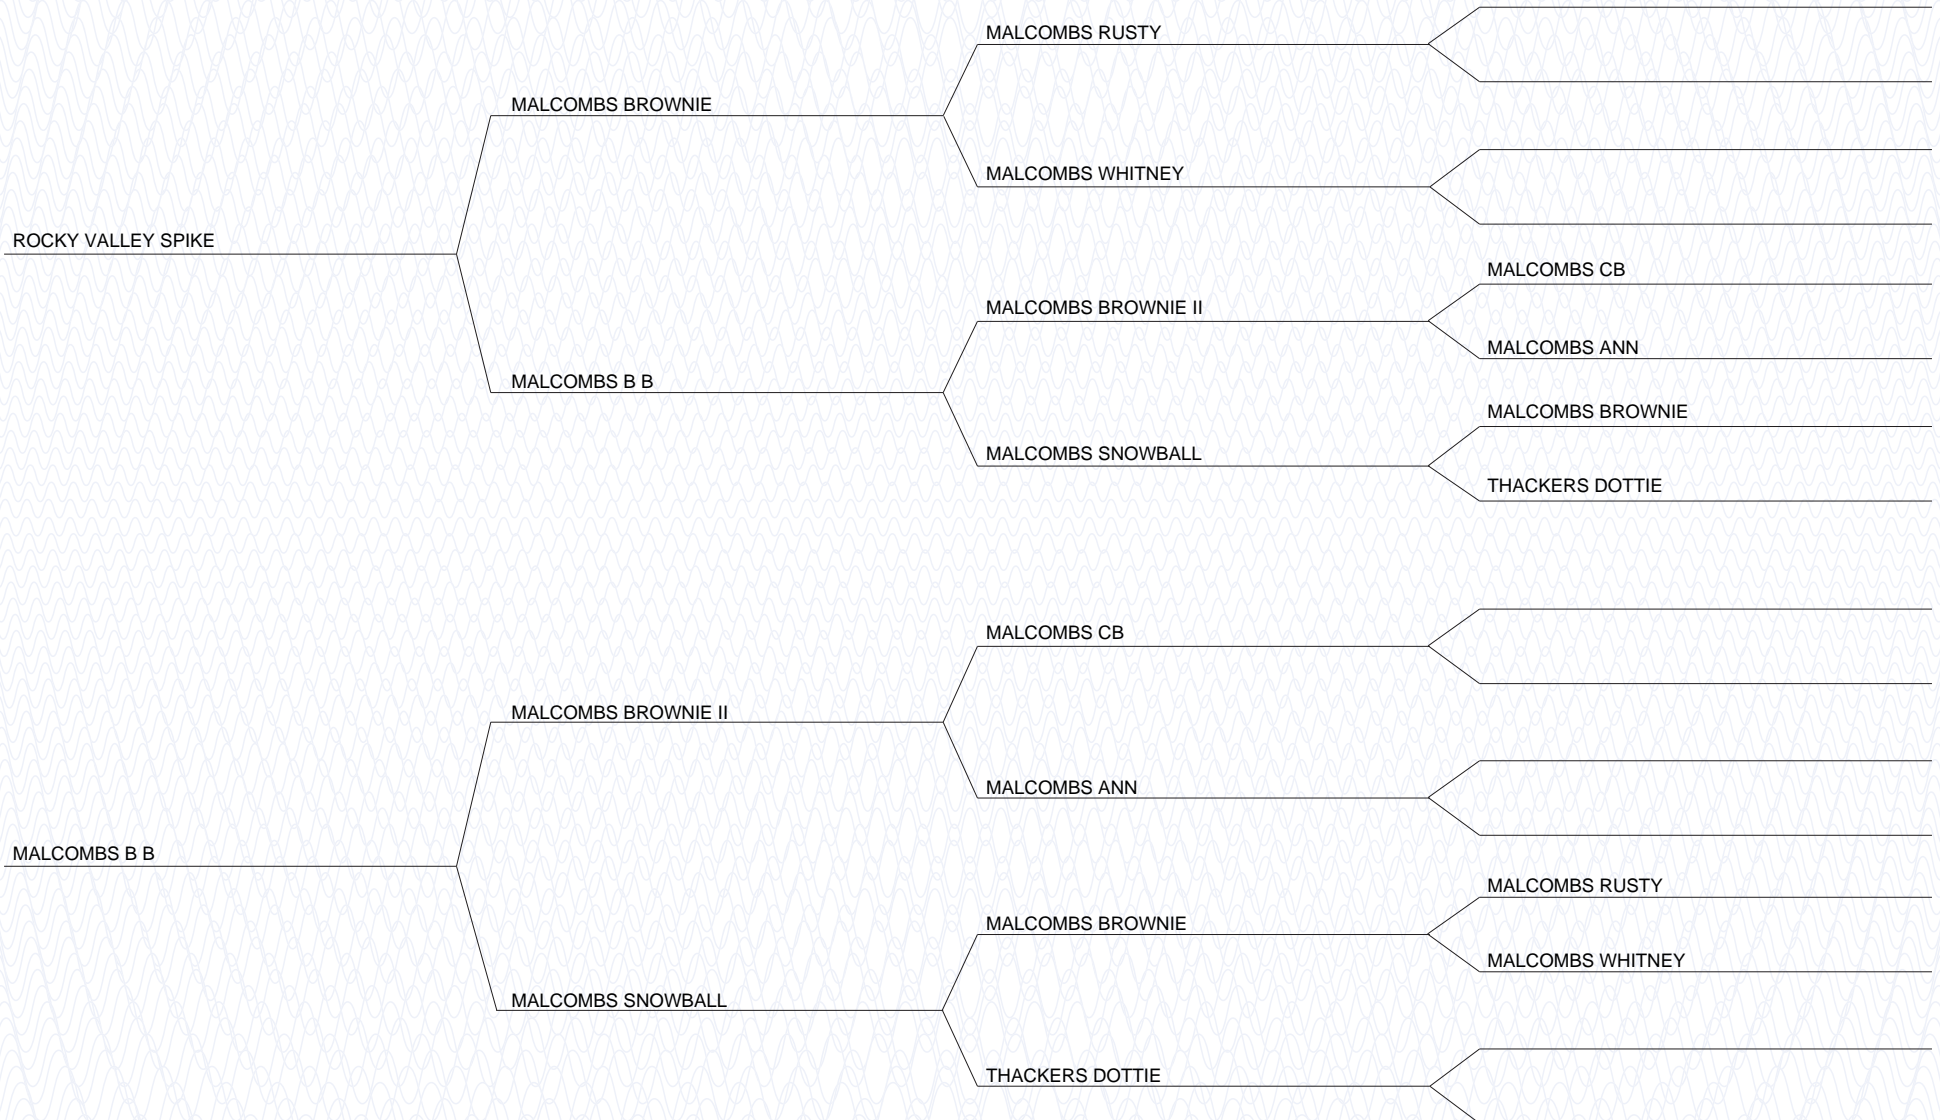 MALCOMBS RUSTY
MALCOMBS BROWNIE
MALCOMBS WHITNEY
ROCKY VALLEY SPIKE
MALCOMBS CB
MALCOMBS BROWNIE II
MALCOMBS ANN
MALCOMBS B B
MALCOMBS BROWNIE
MALCOMBS SNOWBALL
THACKERS DOTTIE
MALCOMBS CB
MALCOMBS BROWNIE II
MALCOMBS ANN
MALCOMBS B B
MALCOMBS RUSTY
MALCOMBS BROWNIE
MALCOMBS WHITNEY
MALCOMBS SNOWBALL
THACKERS DOTTIE